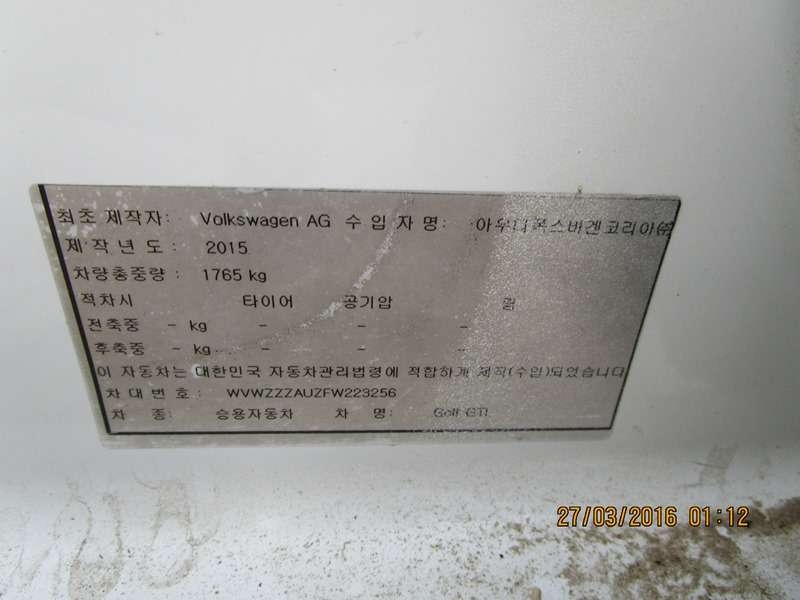 최초 제작자: Volkswagen AG 수 입 자 명: 아우디폭스바겐코리아㈜
제 작 년 도 : 2015
차량총중량 : 1765 kg
적차시 타이어 공기압 림
전축중 - kg - - -
후축중 - kg - - -
이 자동차는 대한민국 자동차관리법령에 적합하게 제작(수입)되었습니다
차 대 번 호 : WVWZZZAUZFW223256
차 종: 승용자동차 차 명: Golf GTI
27/03/2016 01:12